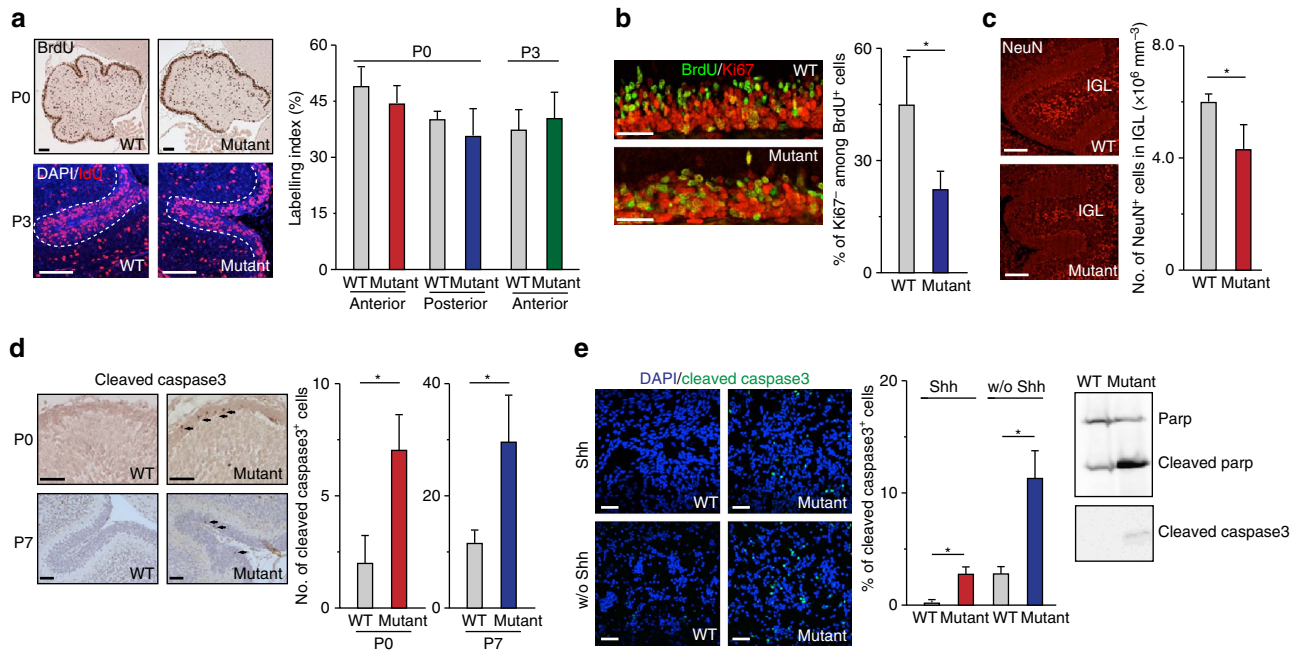 a
BrdU
P0
WT
Mutant
DAPI/IdU
P3
WT
Mutant
Labelling index (%)
60
45
30
15
0
P0
P3
WT Mutant WT Mutant WT Mutant
Anterior Posterior Anterior
b
BrdU/Ki67
WT
Mutant
% of Ki67⁻ among BrdU⁺ cells
60
45
30
15
0
*
WT Mutant
c
NeuN
IGL
WT
IGL
Mutant
No. of NeuN⁺ cells in IGL (×10⁶ mm⁻³)
8.0
4.0
0
*
WT Mutant
d
Cleaved caspase3
P0
WT
Mutant
P7
WT
Mutant
No. of cleaved caspase3⁺ cells
10
5
0
*
WT Mutant
P0
40
30
20
10
0
*
WT Mutant
P7
e
DAPI/cleaved caspase3
Shh
WT
Mutant
w/o Shh
WT
Mutant
% of cleaved caspase3⁺ cells
20
10
0
Shh
w/o Shh
*
*
WT Mutant WT Mutant
WT Mutant
Parp
Cleaved parp
Cleaved caspase3